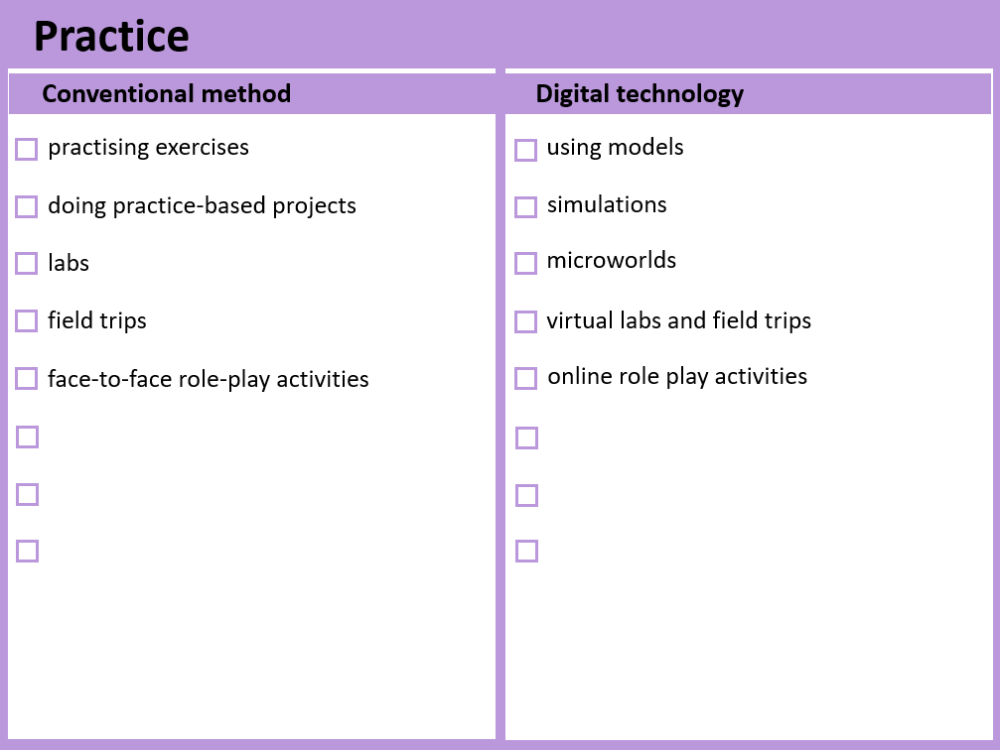 Practice
Conventional method
practising exercises
doing practice-based projects
labs
field trips
face-to-face role-play activities
Digital technology
using models
simulations
microworlds
virtual labs and field trips
online role play activities